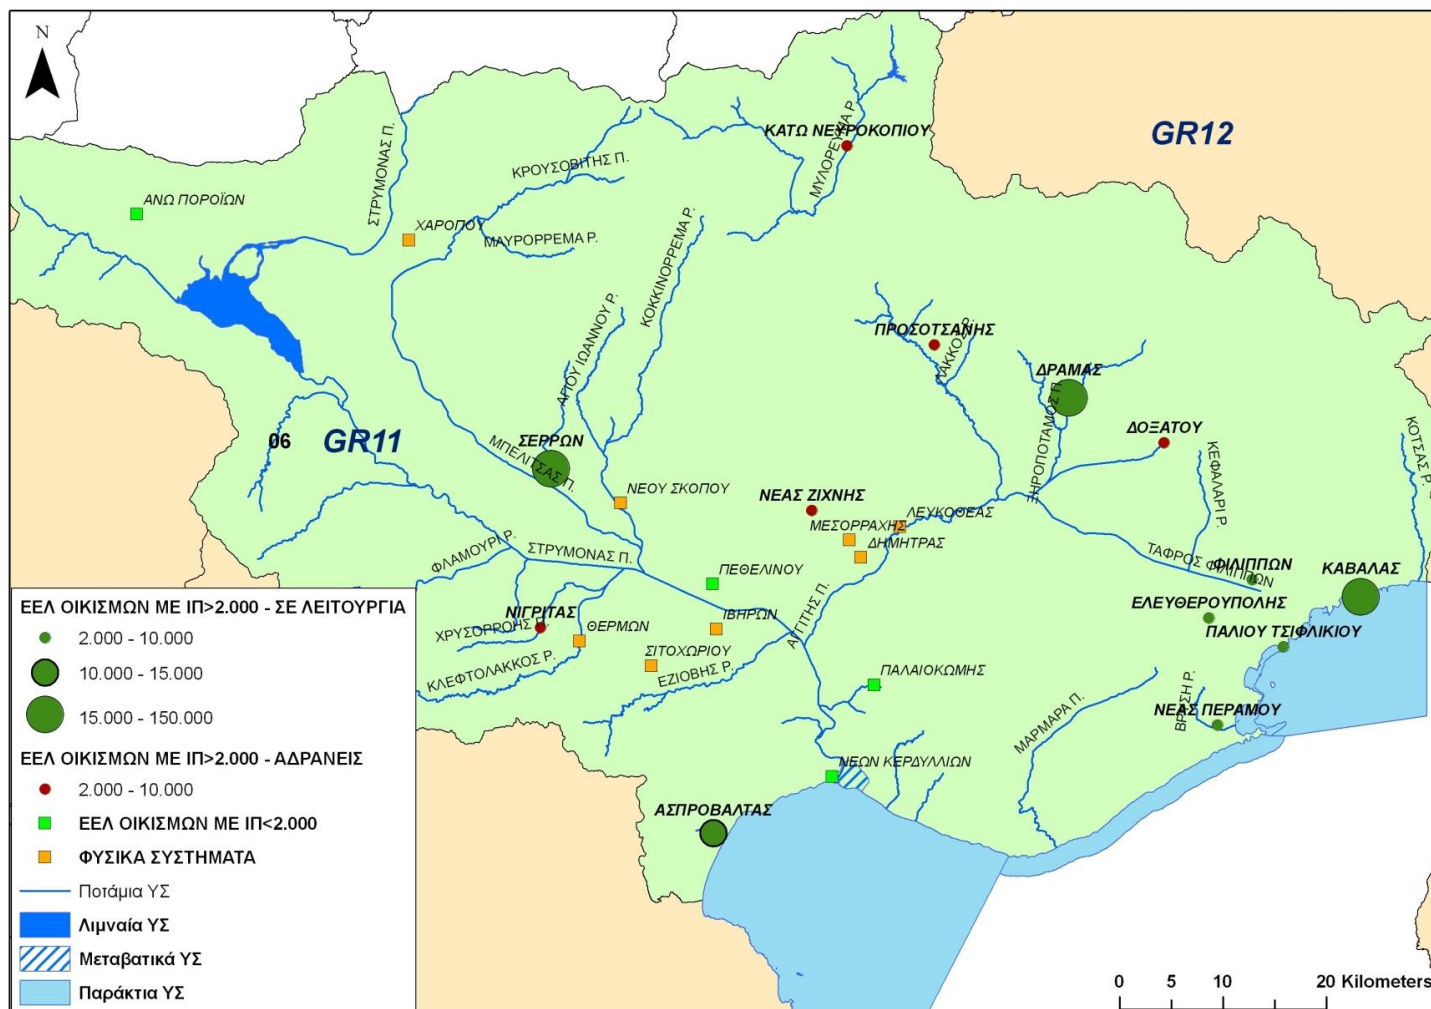 N
GR12
ΚΑΤΩ ΝΕΥΡΟΚΟΠΙΟΥ
ΜΥΛΟΡΕΥΜΑ Ρ.
ΣΤΡΥΜΟΝΑΣ Π.
ΚΡΟΥΣΟΒΙΤΗΣ Π.
ΑΝΩ ΠΟΡΟΪΩΝ
ΧΑΡΟΠΟΥ
ΜΑΥΡΟΡΡΕΜΑ Ρ.
ΚΟΚΚΙΝΟΡΡΕΜΑ Ρ.
ΑΓΙΟΥ ΙΩΑΝΝΟΥ Ρ.
ΠΡΟΣΟΤΣΑΝΗΣ
ΛΑΚΚΟΣ Ρ.
ΔΡΑΜΑΣ
ΞΗΡΟΠΟΤΑΜΟΣ Π.
ΔΟΞΑΤΟΥ
ΚΕΦΑΛΑΡΙ Ρ.
ΚΟΤΣΑΣ Ρ.
06
GR11
ΣΕΡΡΩΝ
ΜΠΕΛΙΤΣΑΣ Π.
ΝΕΟΥ ΣΚΟΠΟΥ
ΝΕΑΣ ΖΙΧΝΗΣ
ΛΕΥΚΟΘΕΑΣ
ΜΕΣΟΡΡΑΧΗΣ
ΔΗΜΗΤΡΑΣ
ΦΛΑΜΟΥΡΙ Ρ.
ΣΤΡΥΜΟΝΑΣ Π.
ΤΑΦΡΟΣ ΦΙΛΙΠΠΩΝ
ΦΙΛΙΠΠΩΝ
ΚΑΒΑΛΑΣ
ΠΕΘΕΛΙΝΟΥ
ΑΓΓΙΤΗΣ Π.
ΕΛΕΥΘΕΡΟΥΠΟΛΗΣ
ΝΙΓΡΙΤΑΣ
ΙΒΗΡΩΝ
ΘΕΡΜΩΝ
ΧΡΥΣΟΡΡΟΗΣ Π.
ΠΑΛΙΟΥ ΤΣΙΦΛΙΚΙΟΥ
ΣΙΤΟΧΩΡΙΟΥ
ΚΛΕΦΤΟΛΑΚΚΟΣ Ρ.
ΕΖΙΟΒΗΣ Ρ.
ΠΑΛΑΙΟΚΩΜΗΣ
ΜΑΡΜΑΡΑ Π.
ΒΡΥΣΗ Ρ.
ΝΕΑΣ ΠΕΡΑΜΟΥ
ΝΕΩΝ ΚΕΡΔΥΛΛΙΩΝ
ΑΣΠΡΟΒΑΛΤΑΣ
ΕΕΛ ΟΙΚΙΣΜΩΝ ΜΕ ΙΠ>2.000 - ΣΕ ΛΕΙΤΟΥΡΓΙΑ
2.000 - 10.000
10.000 - 15.000
15.000 - 150.000
ΕΕΛ ΟΙΚΙΣΜΩΝ ΜΕ ΙΠ>2.000 - ΑΔΡΑΝΕΙΣ
2.000 - 10.000
ΕΕΛ ΟΙΚΙΣΜΩΝ ΜΕ ΙΠ<2.000
ΦΥΣΙΚΑ ΣΥΣΤΗΜΑΤΑ
Ποτάμια ΥΣ
Λιμναία ΥΣ
Μεταβατικά ΥΣ
Παράκτια ΥΣ
0 5 10 20 Kilometers